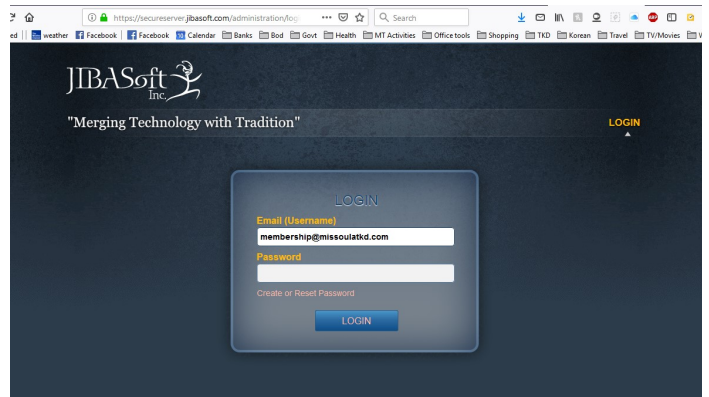 https://secureserver.jibasoft.com/administration/log
Search
ed weather Facebook Facebook Calendar Banks Bod Govt Health MT Activities Office tools Shopping TKD Korean Travel TV/Movies
JIBASoft
Inc.
"Merging Technology with Tradition"
LOGIN
LOGIN
Email (Username)
membership@missoulatkd.com
Password
Create or Reset Password
LOGIN